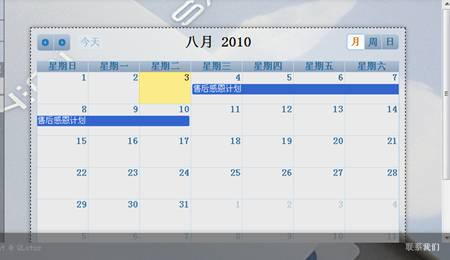 今天
八月 2010
月 周 日
星期日 星期一 星期二 星期三 星期四 星期五 星期六
1 2 3 4 5 6 7
售后感恩计划
8 9 10 11 12 13 14
售后感恩计划
15 16 17 18 19 20 21
22 23 24 25 26 27 28
29 30 31 1 2 3 4
联系我们